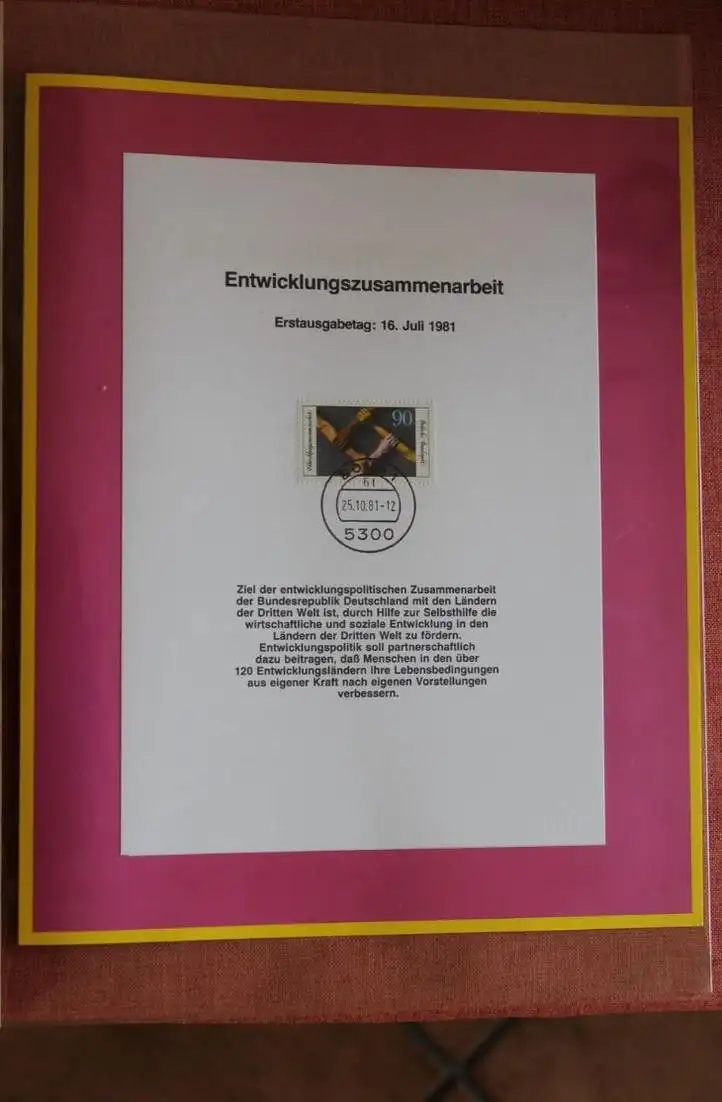 Entwicklungszusammenarbeit
Erstausgabetag: 16. Juli 1981
90
61
25.10.81-12
5300
Ziel der entwicklungspolitischen Zusammenarbeit
der Bundesrepublik Deutschland mit den Ländern
der Dritten Welt ist, durch Hilfe zur Selbsthilfe die
wirtschaftliche und soziale Entwicklung in den
Ländern der Dritten Welt zu fördern.
Entwicklungspolitik soll partnerschaftlich
dazu beitragen, daß Menschen in den über
120 Entwicklungsländern ihre Lebensbedingungen
aus eigener Kraft nach eigenen Vorstellungen
verbessern.